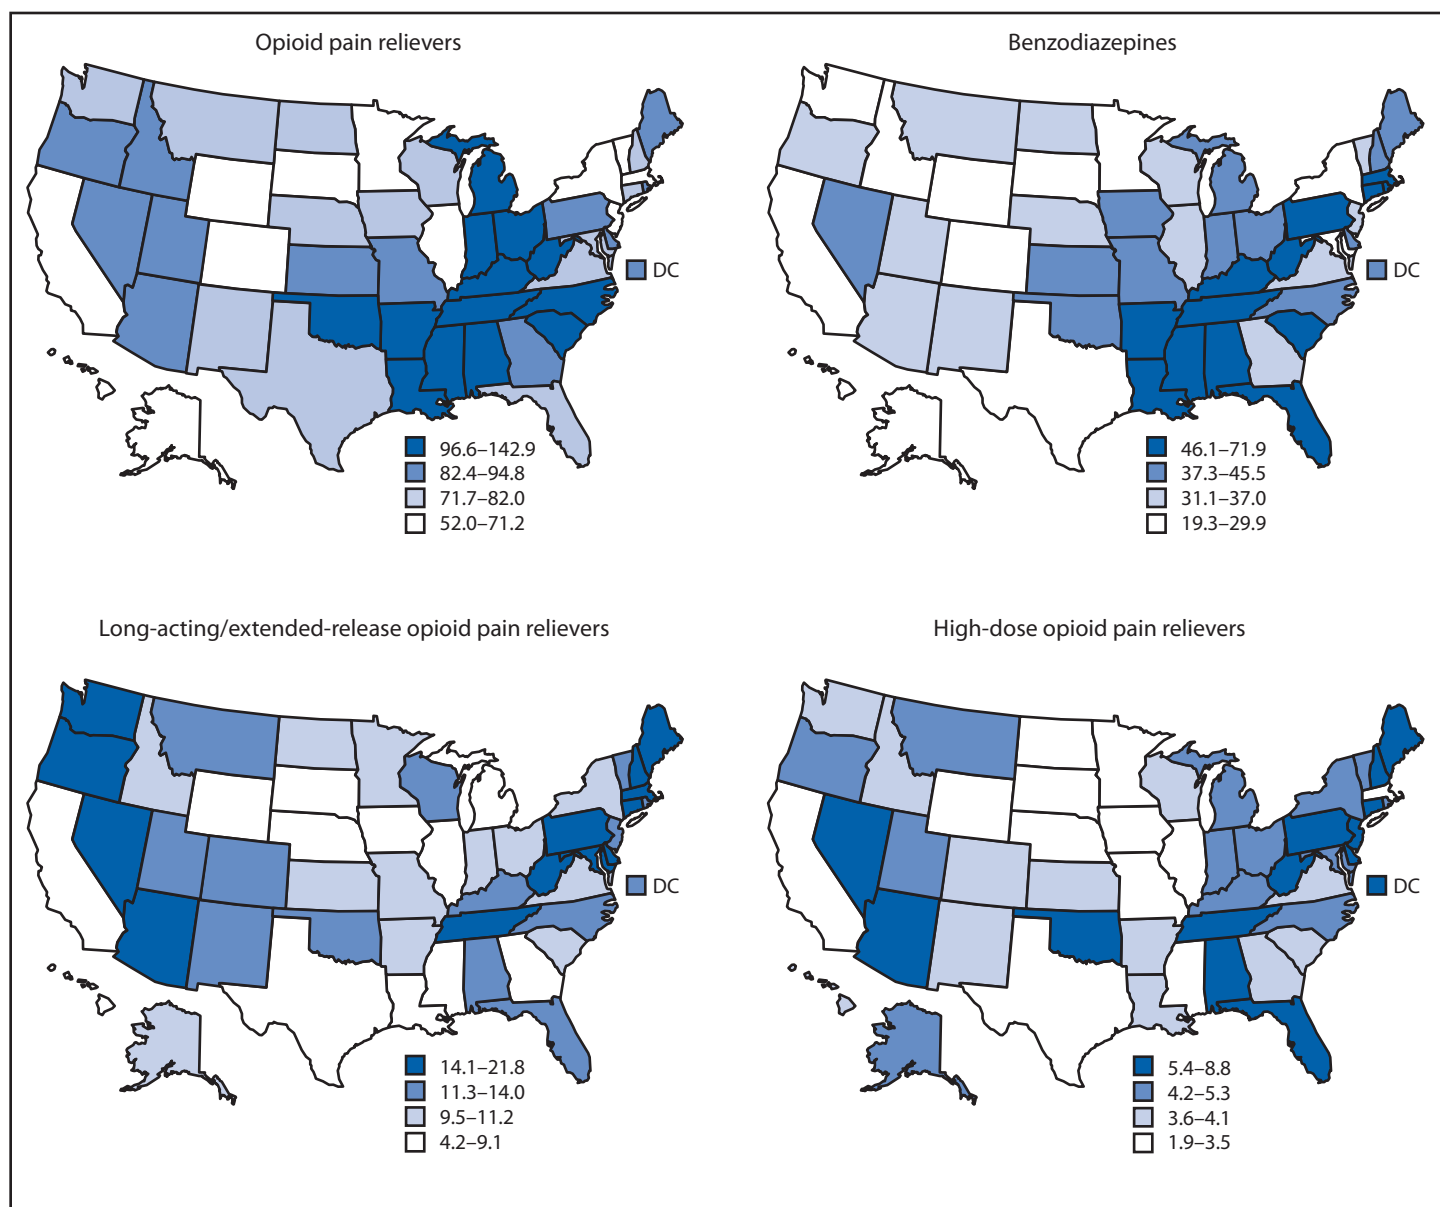 Opioid pain relievers
DC
96.6–142.9
82.4–94.8
71.7–82.0
52.0–71.2
Benzodiazepines
DC
46.1–71.9
37.3–45.5
31.1–37.0
19.3–29.9
Long-acting/extended-release opioid pain relievers
DC
14.1–21.8
11.3–14.0
9.5–11.2
4.2–9.1
High-dose opioid pain relievers
DC
5.4–8.8
4.2–5.3
3.6–4.1
1.9–3.5